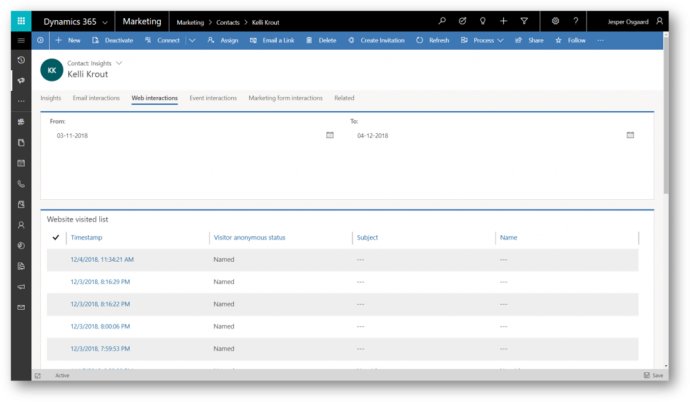 Dynamics 365 Marketing Marketing > Contacts > Kelli Krout Jesper Osgaard
New Deactivate Connect Assign Email a Link Delete Create Invitation Refresh Process Share Follow ...
KK
Contact: Insights
Kelli Krout
Insights Email interactions Web interactions Event interactions Marketing form interactions Related
From: To:
03-11-2018 04-12-2018
Website visited list
Timestamp Visitor anonymous status Subject Name
12/4/2018, 11:34:21 AM Named --- ---
12/3/2018, 8:16:29 PM Named --- ---
12/3/2018, 8:16:22 PM Named --- ---
12/3/2018, 8:00:06 PM Named --- ---
12/3/2018, 7:59:53 PM Named --- ---
Active Save